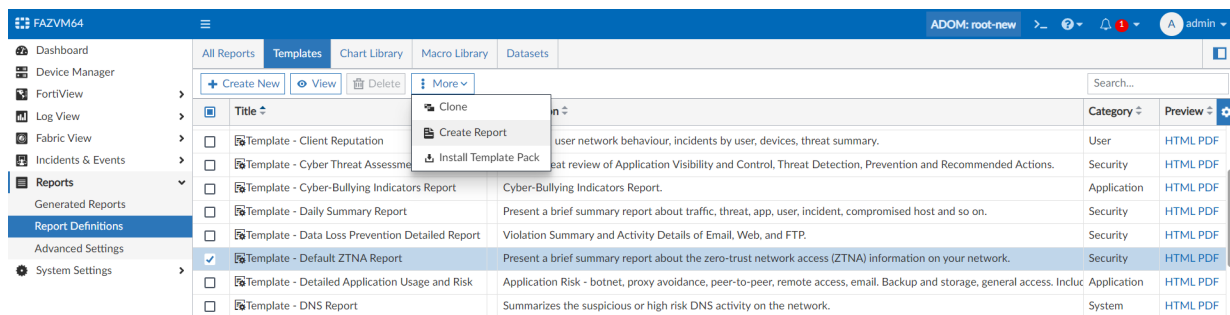 FAZVM64
ADOM: root-new
1
A
admin
Dashboard
Device Manager
FortiView
Log View
Fabric View
Incidents & Events
Reports
Generated Reports
Report Definitions
Advanced Settings
System Settings
All Reports Templates Chart Library Macro Library Datasets
Create New View Delete More
Search...
Clone
Create Report
Install Template Pack
Title Category Preview
Template - Client Reputation user network behaviour, incidents by user, devices, threat summary. User HTML PDF
Template - Cyber Threat review of Application Visibility and Control, Threat Detection, Prevention and Recommended Actions. Security HTML PDF
Template - Cyber-Bullying Indicators Report Cyber-Bullying Indicators Report. Application HTML PDF
Template - Daily Summary Report Present a brief summary report about traffic, threat, app, user, incident, compromised host and so on. Security HTML PDF
Template - Data Loss Prevention Detailed Report Violation Summary and Activity Details of Email, Web, and FTP. Security HTML PDF
Template - Default ZTNA Report Present a brief summary report about the zero-trust network access (ZTNA) information on your network. Security HTML PDF
Template - Detailed Application Usage and Risk Application Risk - botnet, proxy avoidance, peer-to-peer, remote access, email. Backup and storage, general access. Application HTML PDF
Template - DNS Report Summarizes the suspicious or high risk DNS activity on the network. System HTML PDF